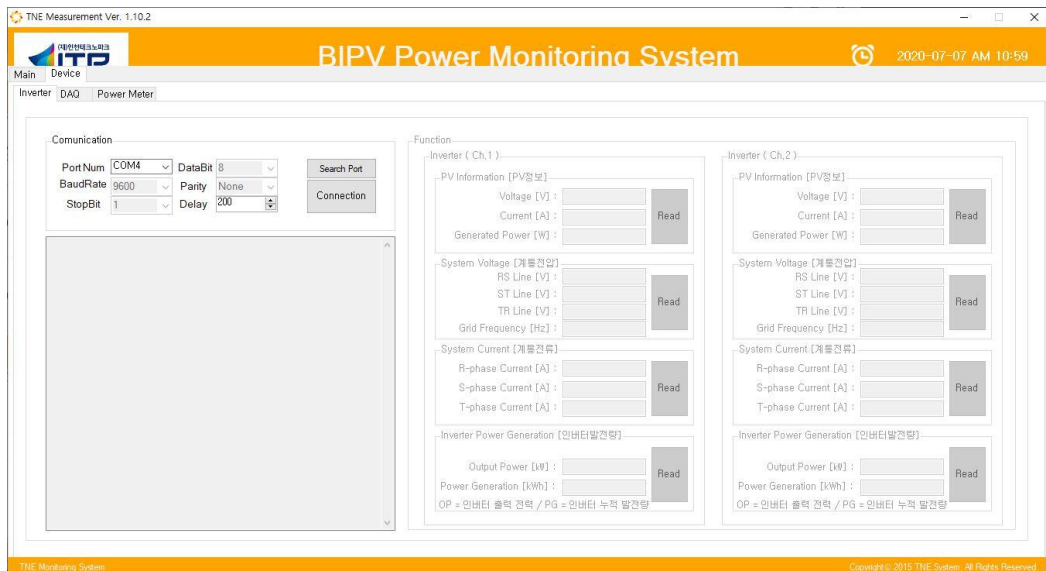 TNE Measurement Ver. 1.10.2
(재)인천테크노파크
ITP
BIPV Power Monitoring System
2020-07-07 AM 10:59
Main Device
Inverter DAQ Power Meter
Comunication
Port Num COM4 DataBit 8 Search Port
BaudRate 9600 Parity None Connection
StopBit 1 Delay 200
Function
Inverter ( Ch,1 )
PV Information [PV정보]
Voltage [V] :
Current [A] : Read
Generated Power [W] :
System Voltage [계통전압]
RS Line [V] :
ST Line [V] :
Read
TR Line [V] :
Grid Frequency [Hz] :
System Current [계통전류]
R-phase Current [A] :
S-phase Current [A] : Read
T-phase Current [A] :
Inverter Power Generation [인버터발전량]
Output Power [kW] :
Read
Power Generation [kWh] :
OP = 인버터 출력 전력 / PG = 인버터 누적 발전량
Inverter ( Ch,2 )
PV Information [PV정보]
Voltage [V] :
Current [A] : Read
Generated Power [W] :
System Voltage [계통전압]
RS Line [V] :
ST Line [V] :
Read
TR Line [V] :
Grid Frequency [Hz] :
System Current [계통전류]
R-phase Current [A] :
S-phase Current [A] : Read
T-phase Current [A] :
Inverter Power Generation [인버터발전량]
Output Power [kW] :
Read
Power Generation [kWh] :
OP = 인버터 출력 전력 / PG = 인버터 누적 발전량
TNE Monitoring System
Copyright © 2015 TNE System. All Rights Reserved